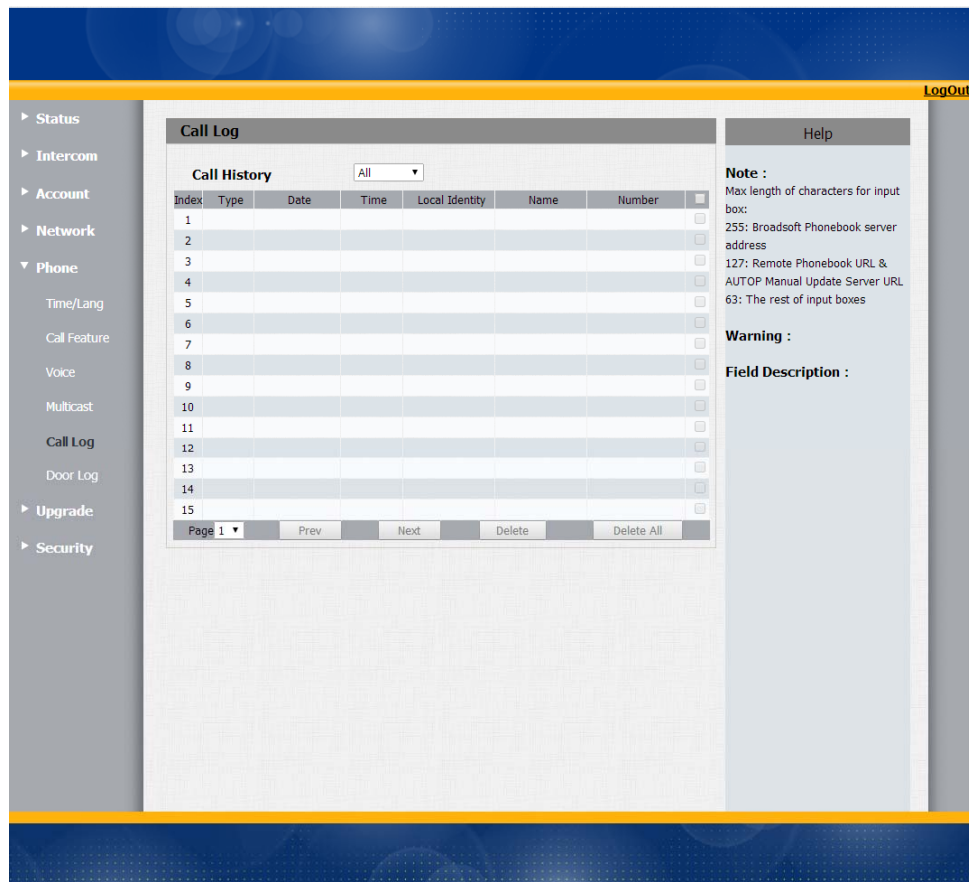 LogOut
Status
Intercom
Account
Network
Phone
Time/Lang
Call Feature
Voice
Multicast
Call Log
Door Log
Upgrade
Security
Call Log
Call History All
Index Type Date Time Local Identity Name Number
1
2
3
4
5
6
7
8
9
10
11
12
13
14
15
Page 1 Prev Next Delete Delete All
Help
Note :
Max length of characters for input
box:
255: Broadsoft Phonebook server
address
127: Remote Phonebook URL &
AUTOP Manual Update Server URL
63: The rest of input boxes
Warning :
Field Description :